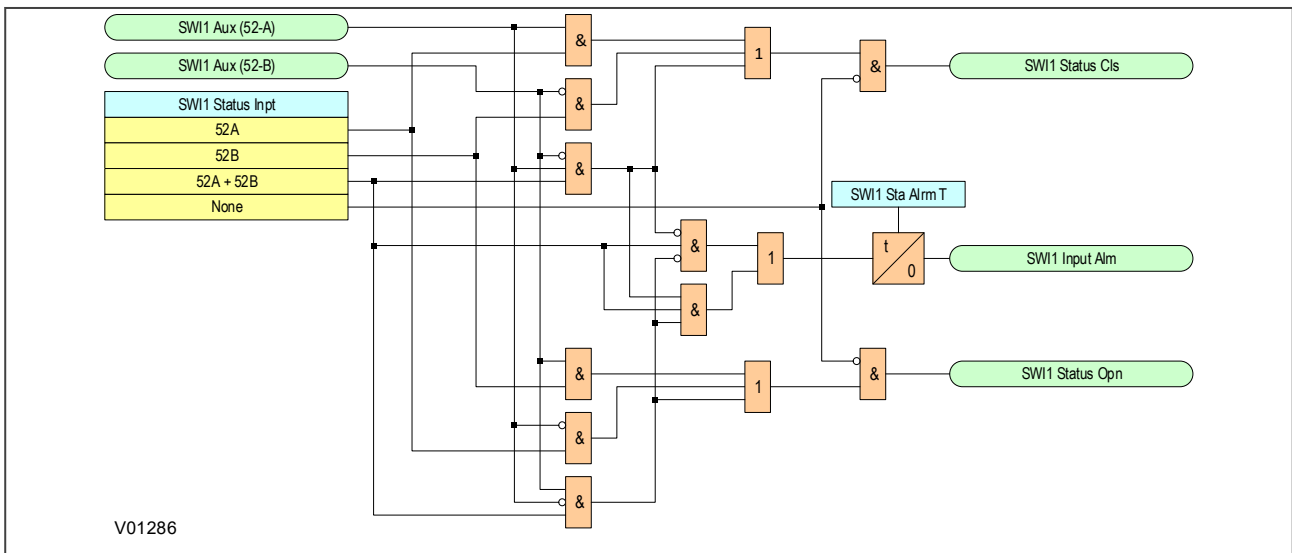 SWI1 Aux (52-A)
SWI1 Aux (52-B)
SWI1 Status Inpt
52A
52B
52A + 52B
None
&
&
&
1
&
SWI1 Status Cls
SWI1 Sta Alrm T
&
&
1
t
0
SWI1 Input Alm
&
&
&
1
&
SWI1 Status Opn
V01286